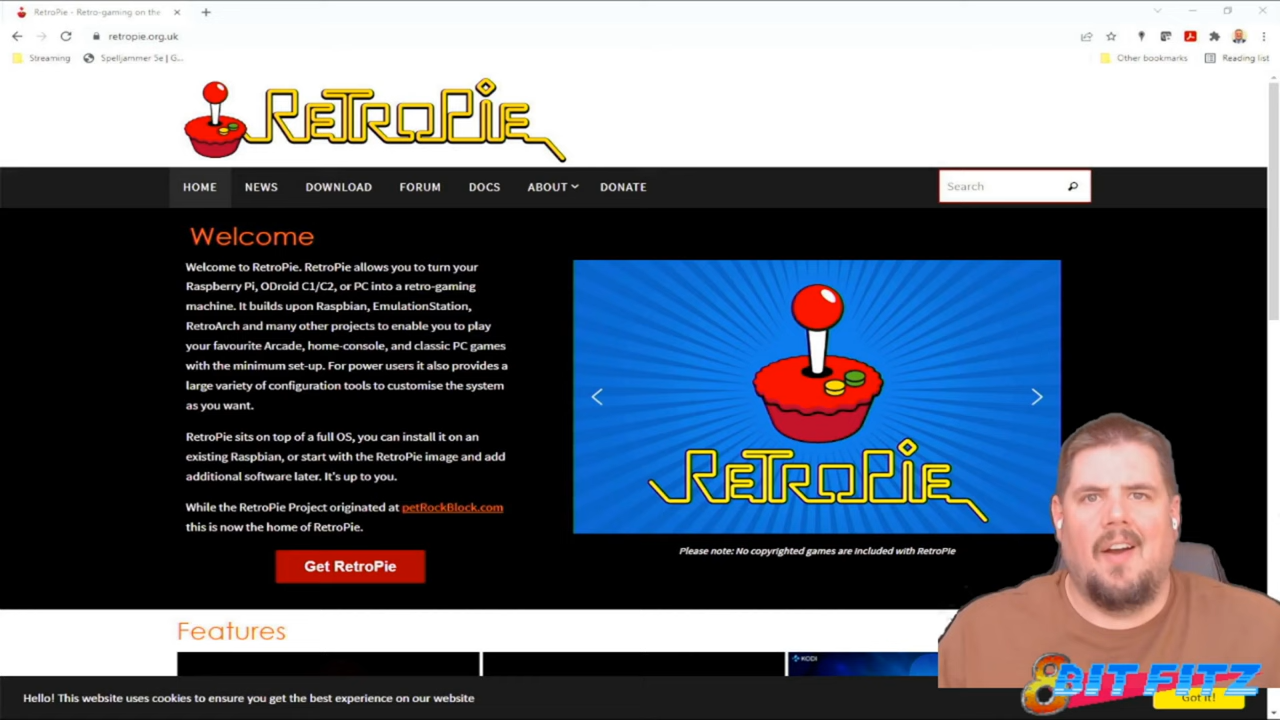 RetroPie - Retro-gaming on the
retropie.org.uk
Streaming
Spelljammer 5e | G...
Other bookmarks
Reading list
RETROPIE
HOME
NEWS
DOWNLOAD
FORUM
DOCS
ABOUT
DONATE
Search
Welcome
Welcome to RetroPie. RetroPie allows you to turn your
Raspberry Pi, ODroid C1/C2, or PC into a retro-gaming
machine. It builds upon Raspbian, EmulationStation,
RetroArch and many other projects to enable you to play
your favourite Arcade, home-console, and classic PC games
with the minimum set-up. For power users it also provides a
large variety of configuration tools to customise the system
as you want.
RetroPie sits on top of a full OS, you can install it on an
existing Raspbian, or start with the RetroPie image and add
additional software later. It's up to you.
While the RetroPie Project originated at petRockBlock.com
this is now the home of RetroPie.
Get RetroPie
RETROPIE
Please note: No copyrighted games are included with RetroPie
Features
KODI
Hello! This website uses cookies to ensure you get the best experience on our website
8BIT FITZ
Got it!